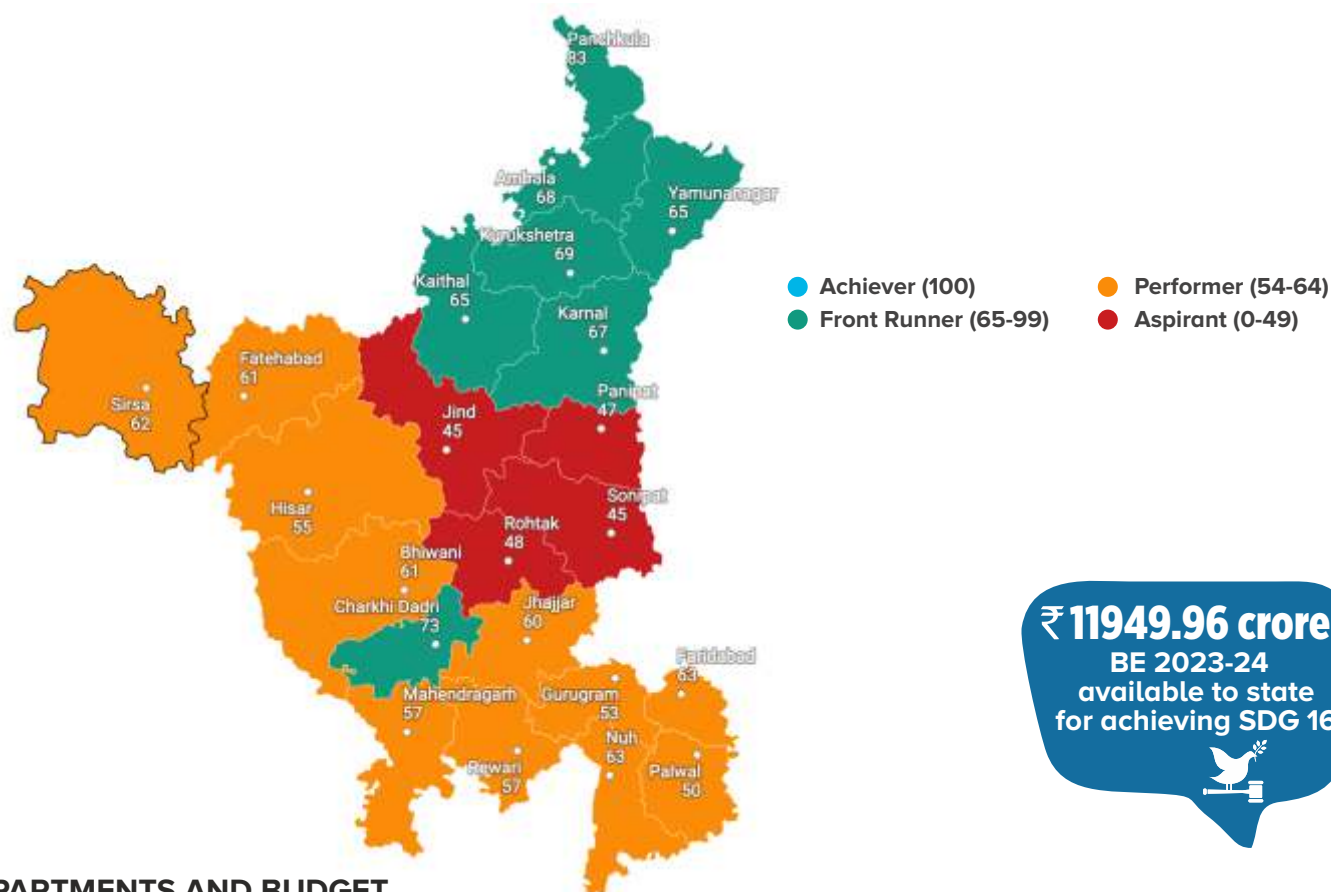 Panchkula
83
Ambala
68
Yamunanagar
65
Kurukshetra
69
Kaithal
65
Karnal
67
Achiever (100)
Performer (54-64)
Front Runner (65-99)
Aspirant (0-49)
Fatehabad
61
Sirsa
62
Jind
45
Panipat
47
Hisar
55
Sonipat
45
Rohtak
48
Bhiwani
61
Charkhi Dadri
73
Jhajjar
60
Faridabad
63
Mahendragarh
57
Gurugram
53
Nuh
63
Rewari
57
Palwal
50
₹ 11949.96 crore
BE 2023-24
available to state
for achieving SDG 16
PARTMENTS AND BUDGET